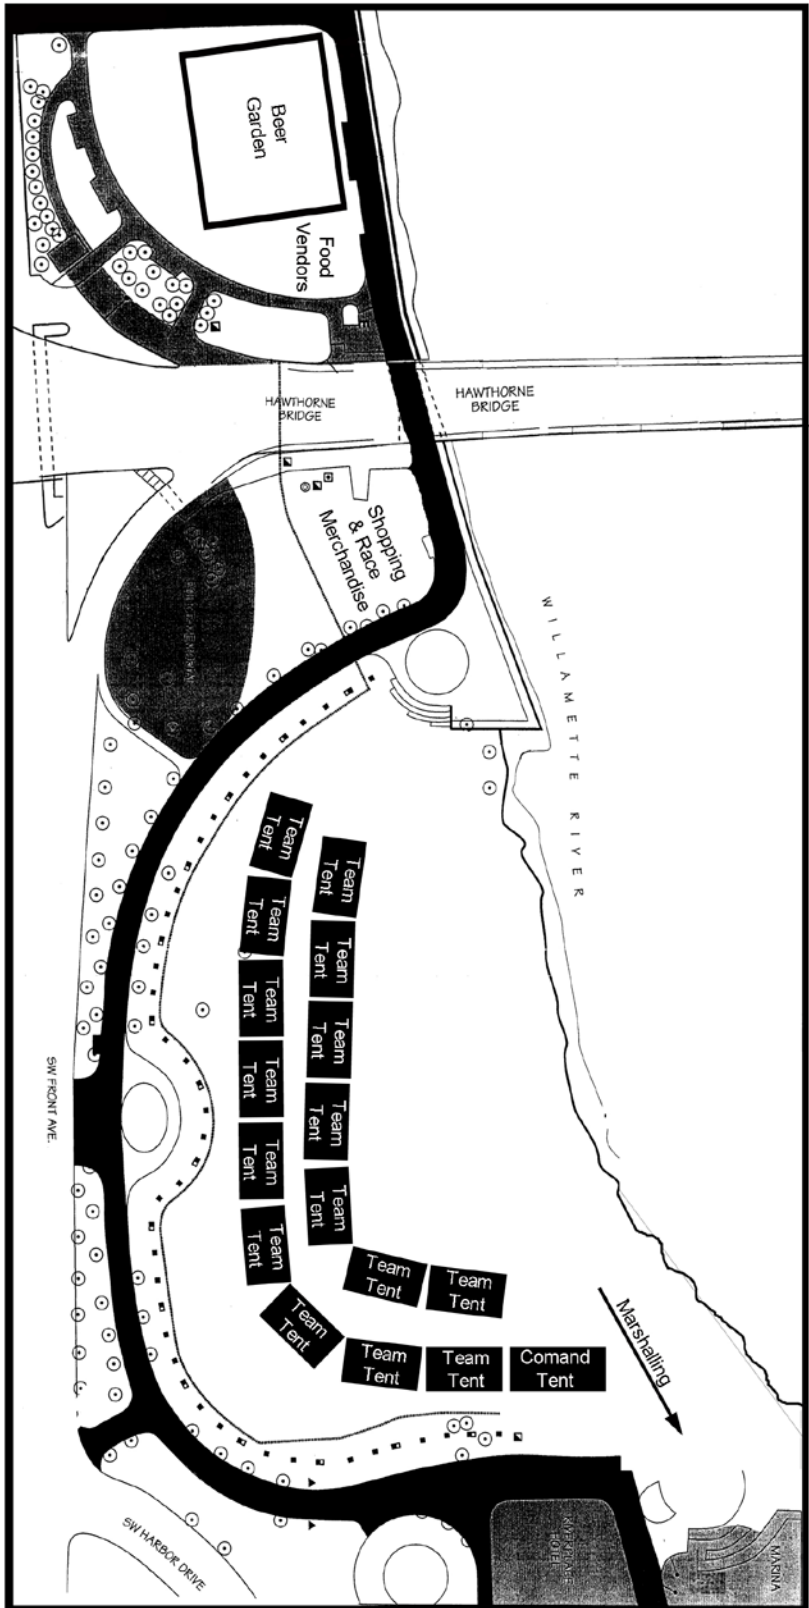 Beer
Garden
Food
Vendors
HAWTHORNE
BRIDGE
HAWTHORNE
BRIDGE
Shopping
& Race
Merchandise
WILLAMETTE RIVER
Team
Tent
Team
Tent
Team
Tent
Team
Tent
Team
Tent
Team
Tent
Team
Tent
Team
Tent
Team
Tent
Team
Tent
Team
Tent
Team
Tent
Team
Tent
Team
Tent
Team
Tent
Team
Tent
Comand
Tent
Marshalling
SW FRONT AVE.
SW HARBOR DRIVE
RIVERPLACE
HOTEL
MARINA